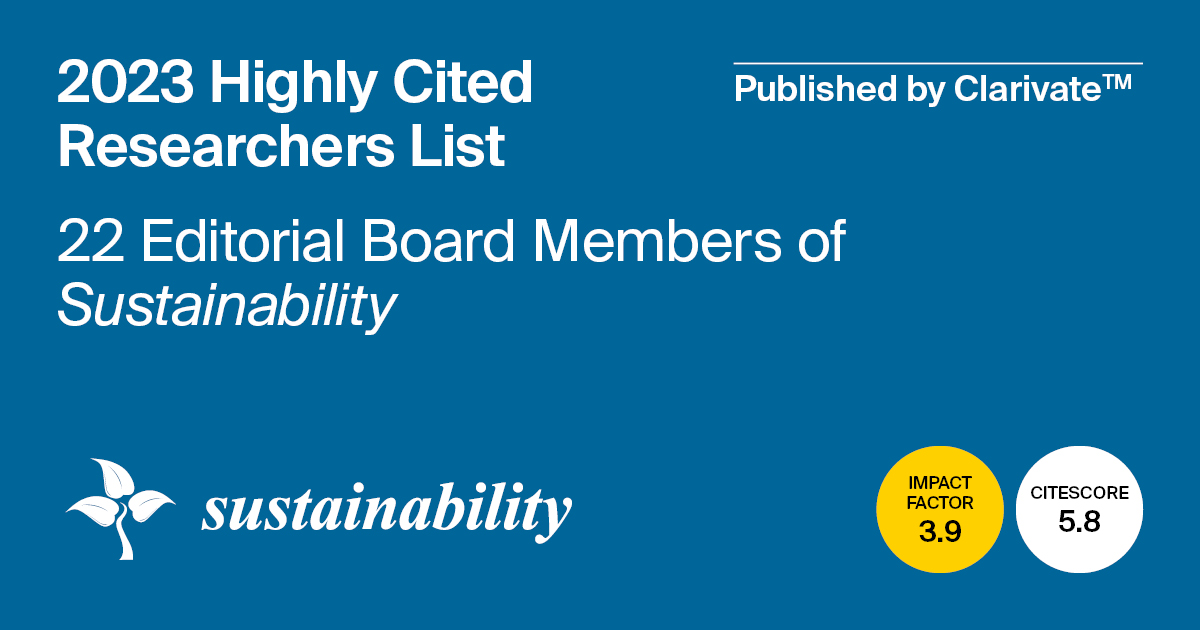 2023 Highly Cited
Researchers List
Published by Clarivate™
22 Editorial Board Members of
Sustainability
sustainability
IMPACT
FACTOR
3.9
CITESCORE
5.8